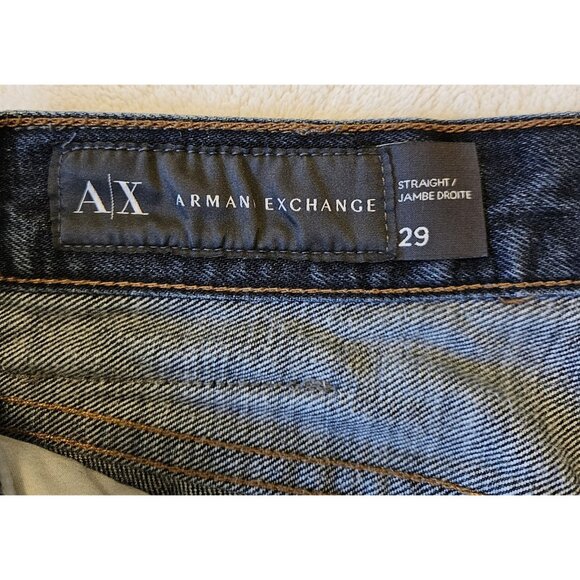 A|X ARMANI EXCHANGE
STRAIGHT/
JAMBE DROITE
29